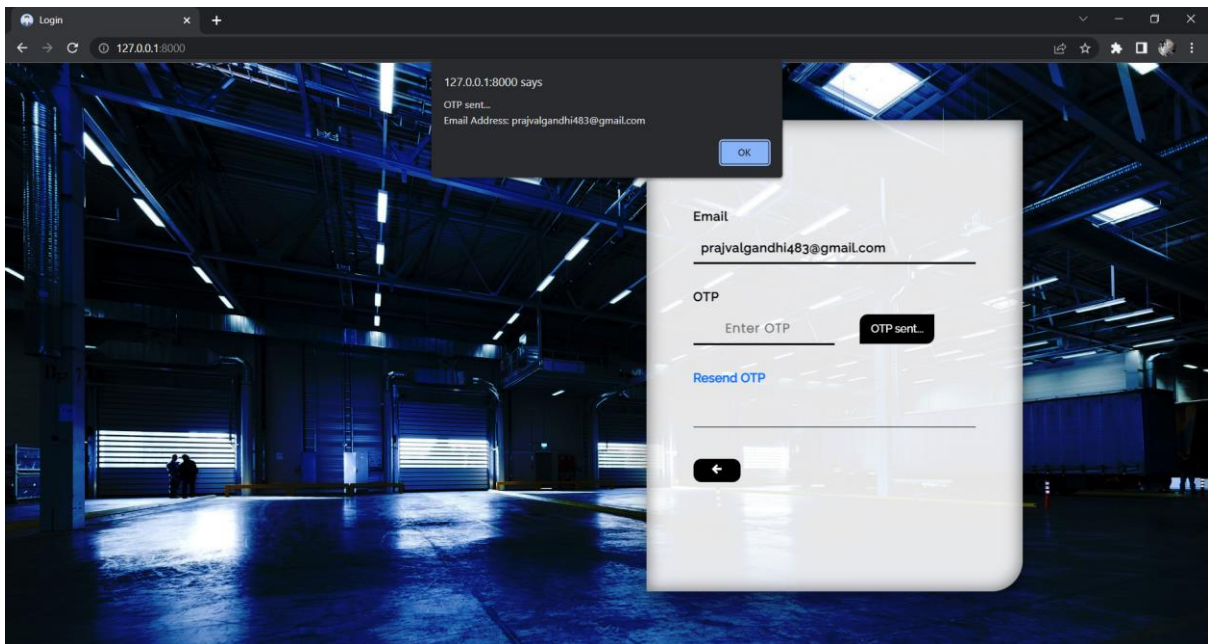 Login
127.0.0.1:8000
127.0.0.1:8000 says
OTP sent...
Email Address: prajvalgandhi483@gmail.com
OK
Email
prajvalgandhi483@gmail.com
OTP
Enter OTP
OTP sent...
Resend OTP